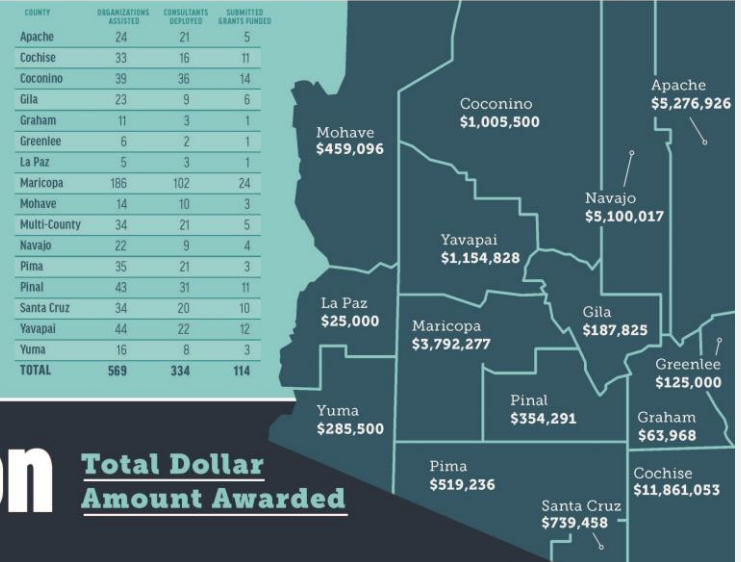 COUNTY ORGANIZATIONS ASSISTED CONSULTANTS DEPLOYED SUBMITTED GRANTS FUNDED
Apache 24 21 5
Cochise 33 16 11
Coconino 39 36 14
Gila 23 9 6
Graham 11 3 1
Greenlee 6 2 1
La Paz 5 3 1
Maricopa 186 102 24
Mohave 14 10 3
Multi-County 34 21 5
Navajo 22 9 4
Pima 35 21 3
Pinal 43 31 11
Santa Cruz 34 20 10
Yavapai 44 22 12
Yuma 16 8 3
TOTAL 569 334 114
Apache
$5,276,926
Coconino
$1,005,500
Mohave
$459,096
Navajo
$5,100,017
Yavapai
$1,154,828
La Paz
$25,000
Gila
$187,825
Maricopa
$3,792,277
Greenlee
$125,000
Pinal
$354,291
Yuma
$285,500
Graham
$63,968
Pima
$519,236
Cochise
$11,861,053
Santa Cruz
$739,458
on
Total Dollar
Amount Awarded